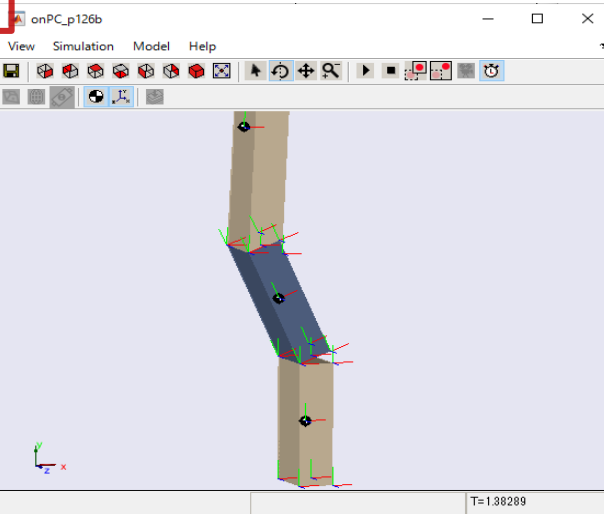 onPC_p126b
View Simulation Model Help
y
z x
T=1.38289